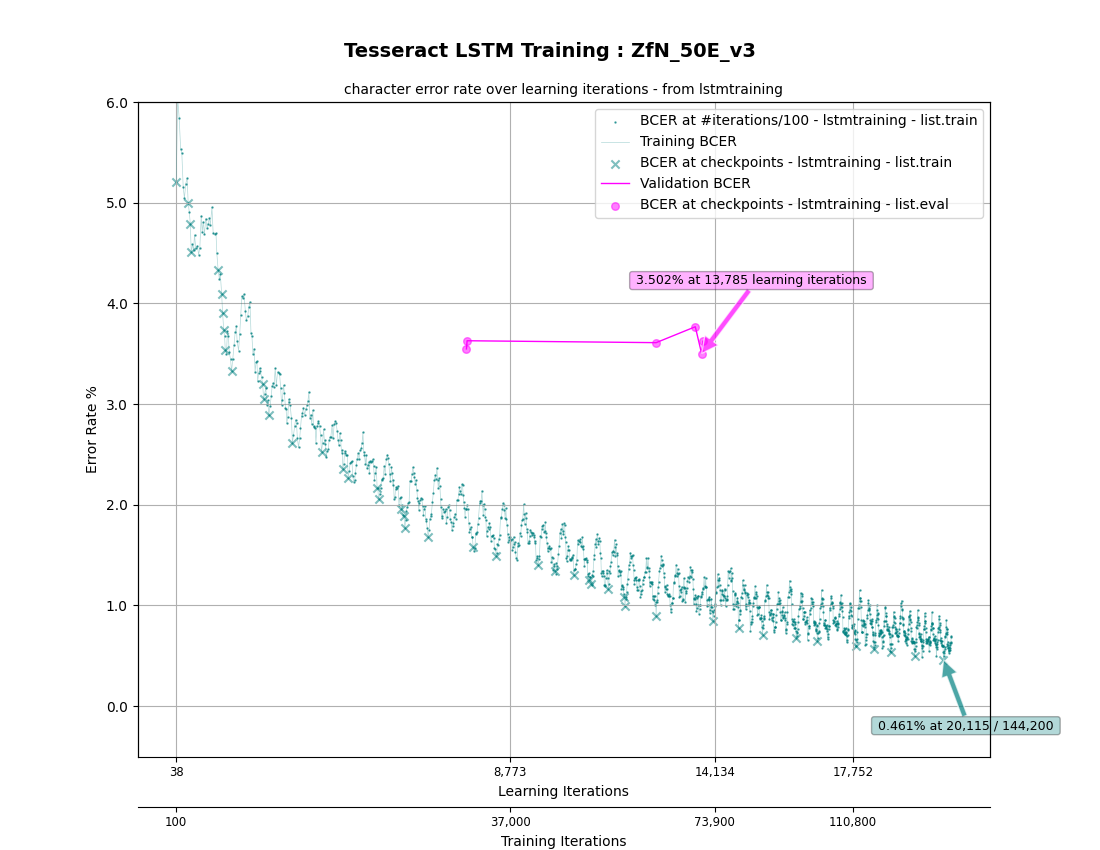 Tesseract LSTM Training : ZfN_50E_v3
character error rate over learning iterations - from lstmtraining
BCER at #iterations/100 - lstmtraining - list.train
Training BCER
BCER at checkpoints - lstmtraining - list.train
Validation BCER
BCER at checkpoints - lstmtraining - list.eval
6.0
5.0
4.0
3.0
2.0
1.0
0.0
Error Rate %
3.502% at 13,785 learning iterations
0.461% at 20,115 / 144,200
38 8,773 14,134 17,752
Learning Iterations
100 37,000 73,900 110,800
Training Iterations